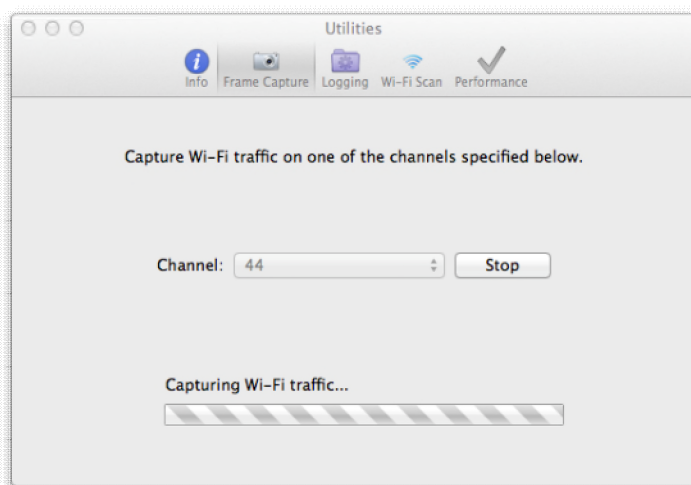 Utilities
Info Frame Capture Logging Wi-Fi Scan Performance
Capture Wi-Fi traffic on one of the channels specified below.
Channel: 44 Stop
Capturing Wi-Fi traffic...